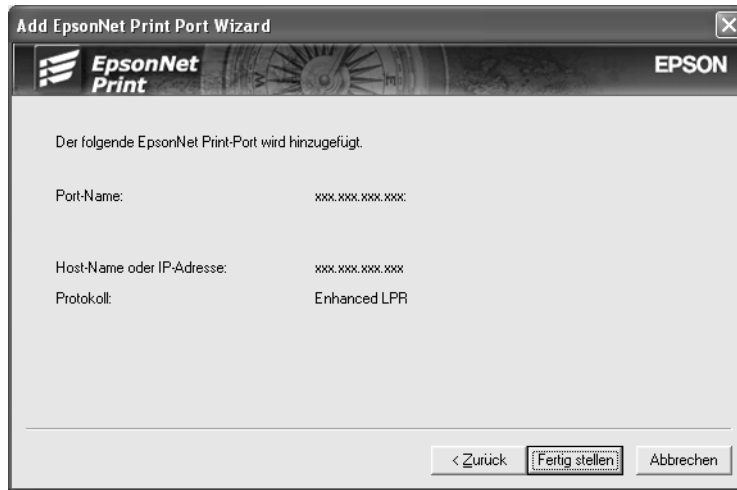 Add EpsonNet Print Port Wizard
EpsonNet
Print
EPSON
Der folgende EpsonNet Print-Port wird hinzugefügt.
Port-Name: xxx.xxx.xxx.xxx:
Host-Name oder IP-Adresse: xxx.xxx.xxx.xxx
Protokoll: Enhanced LPR
< Zurück Fertig stellen Abbrechen